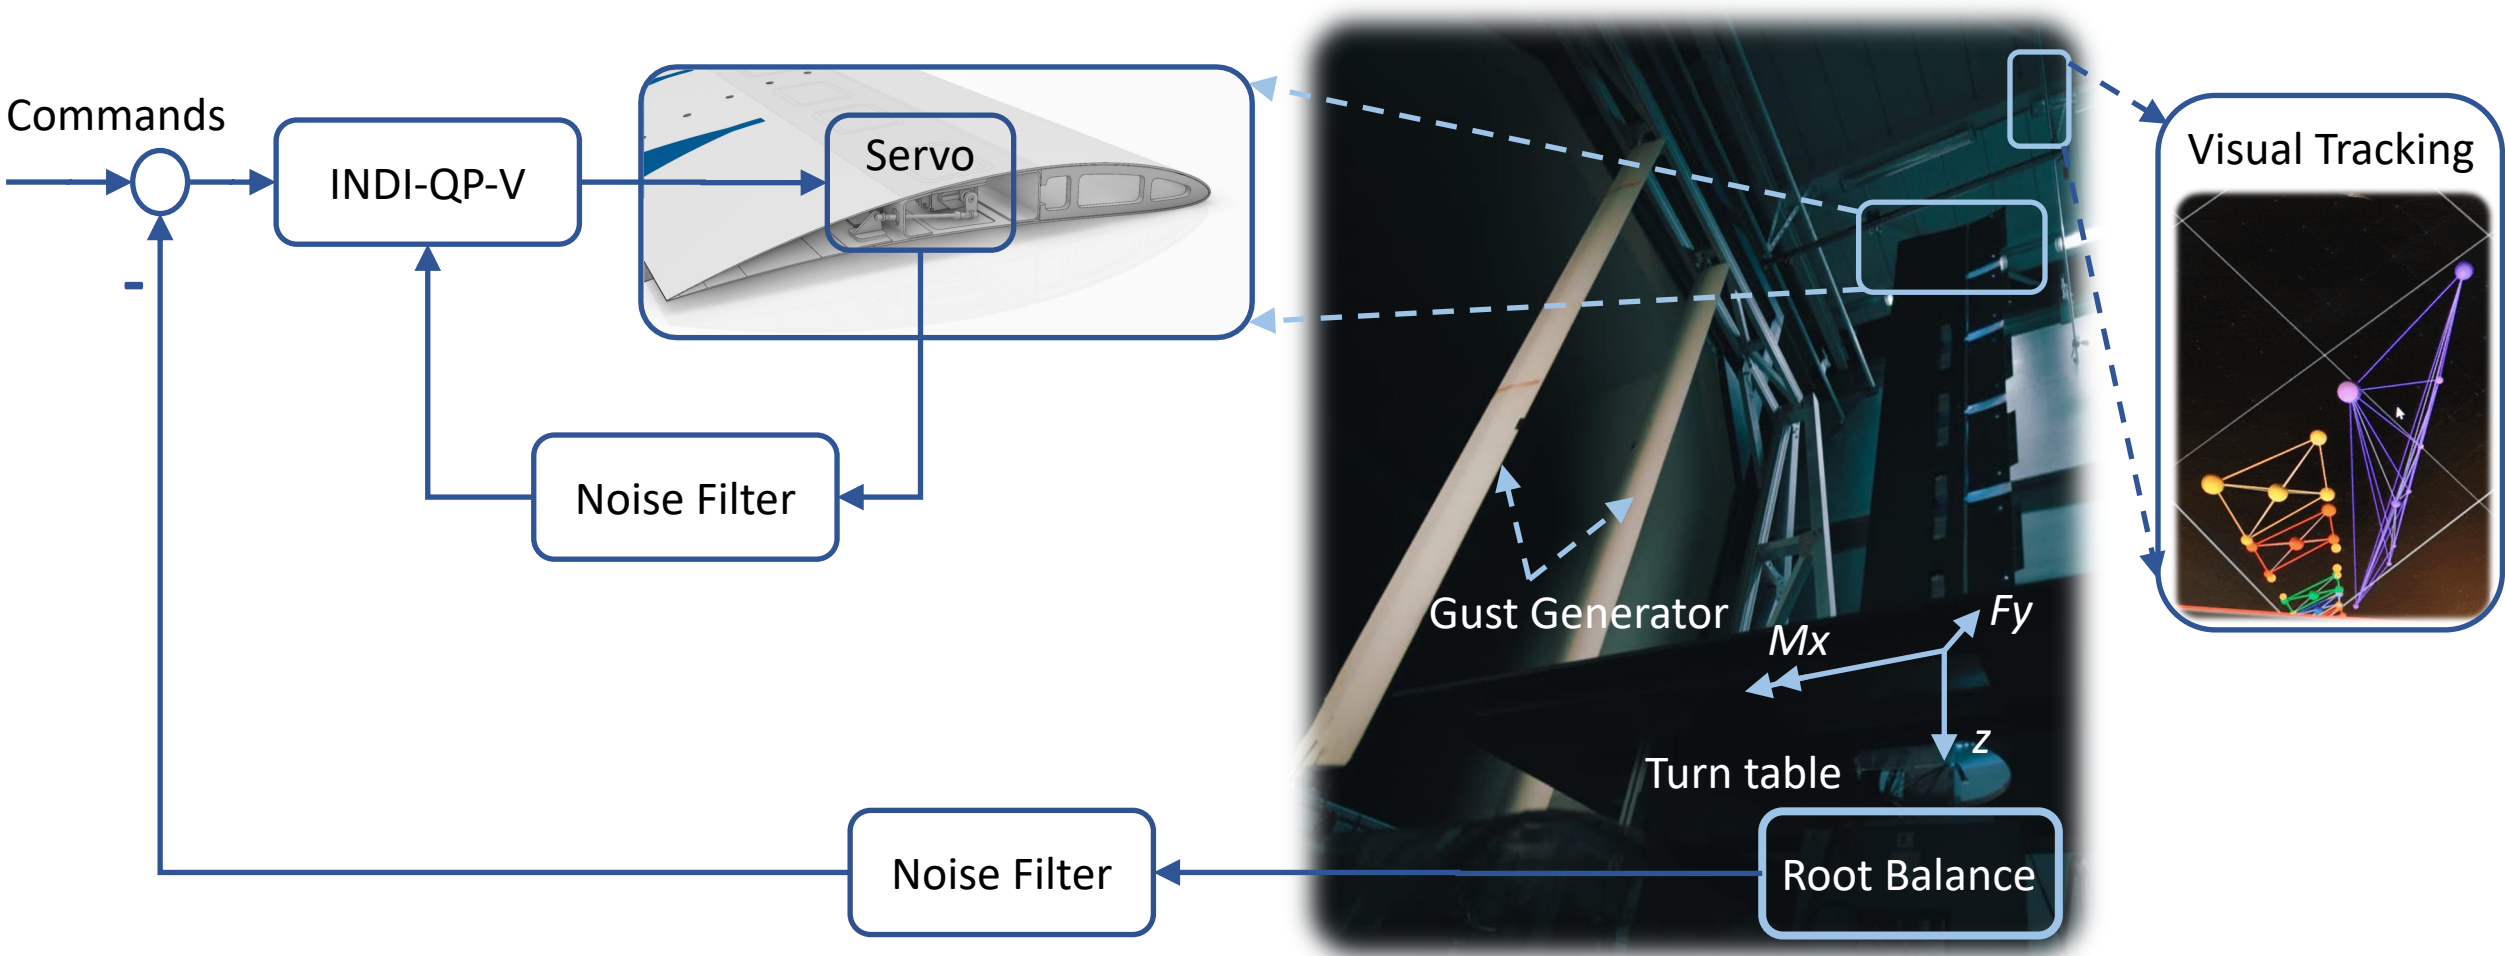 Commands
-
INDI-QP-V
Servo
Noise Filter
Noise Filter
Gust Generator
Mx
Fy
z
Turn table
Root Balance
Visual Tracking